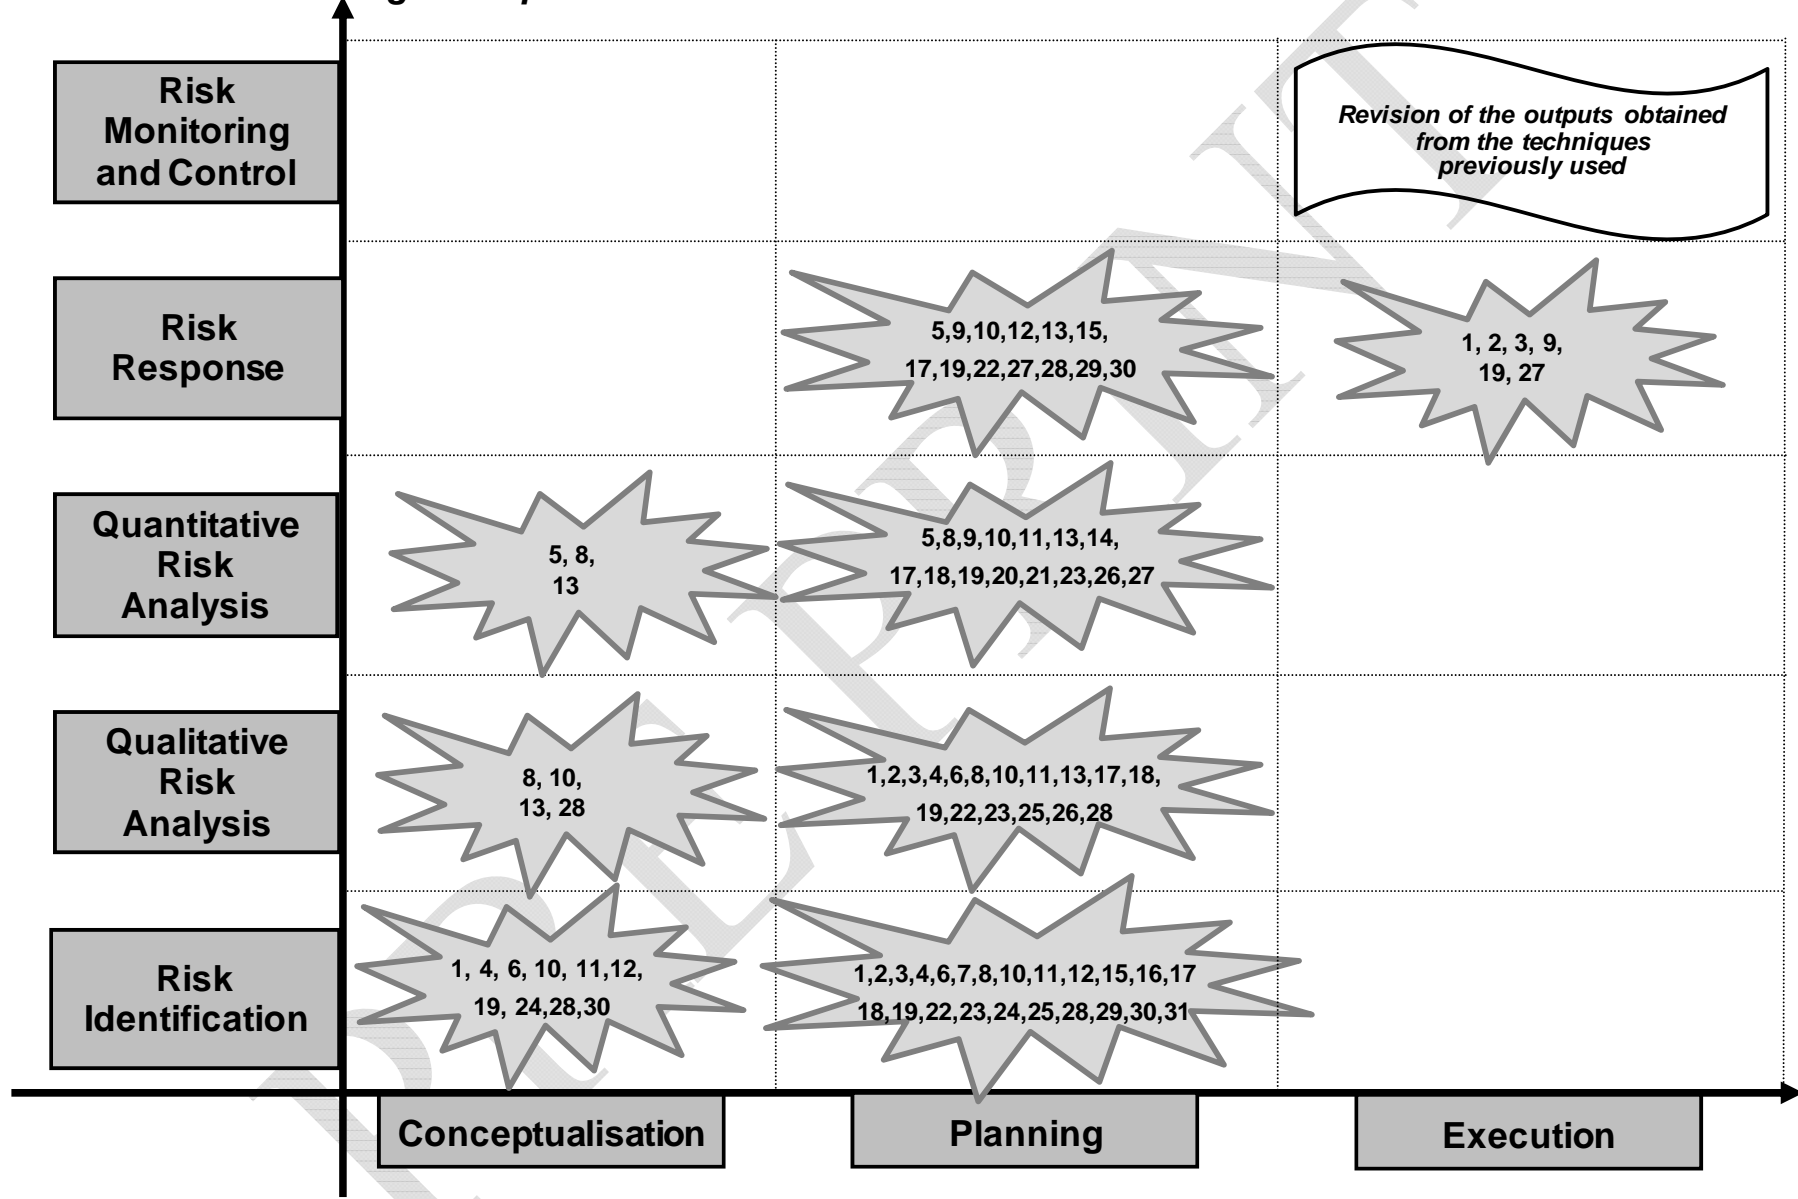 Risk
Monitoring
and Control
Revision of the outputs obtained
from the techniques
previously used
Risk
Response
5,9,10,12,13,15,
17,19,22,27,28,29,30
1, 2, 3, 9,
19, 27
Quantitative
Risk
Analysis
5, 8,
13
5,8,9,10,11,13,14,
17,18,19,20,21,23,26,27
Qualitative
Risk
Analysis
8, 10,
13, 28
1,2,3,4,6,8,10,11,13,17,18,
19,22,23,25,26,28
Risk
Identification
1, 4, 6, 10, 11,12,
19, 24,28,30
1,2,3,4,6,7,8,10,11,12,15,16,17
18,19,22,23,24,25,28,29,30,31
Conceptualisation
Planning
Execution
PRE PRINT